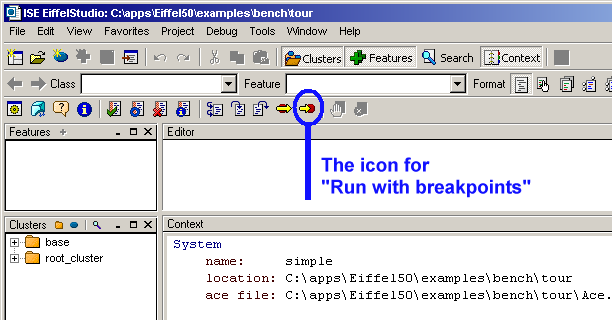 ISE EiffelStudio: C:\apps\Eiffel50\examples\bench\tour
File Edit View Favorites Project Debug Tools Window Help
Clusters Features Search Context
Class Feature Format
Features
Editor
The icon for
"Run with breakpoints"
Clusters
base
root_cluster
Context
System
name: simple
location: C:\apps\Eiffel50\examples\bench\tour
ace file: C:\apps\Eiffel50\examples\bench\tour\Ace.